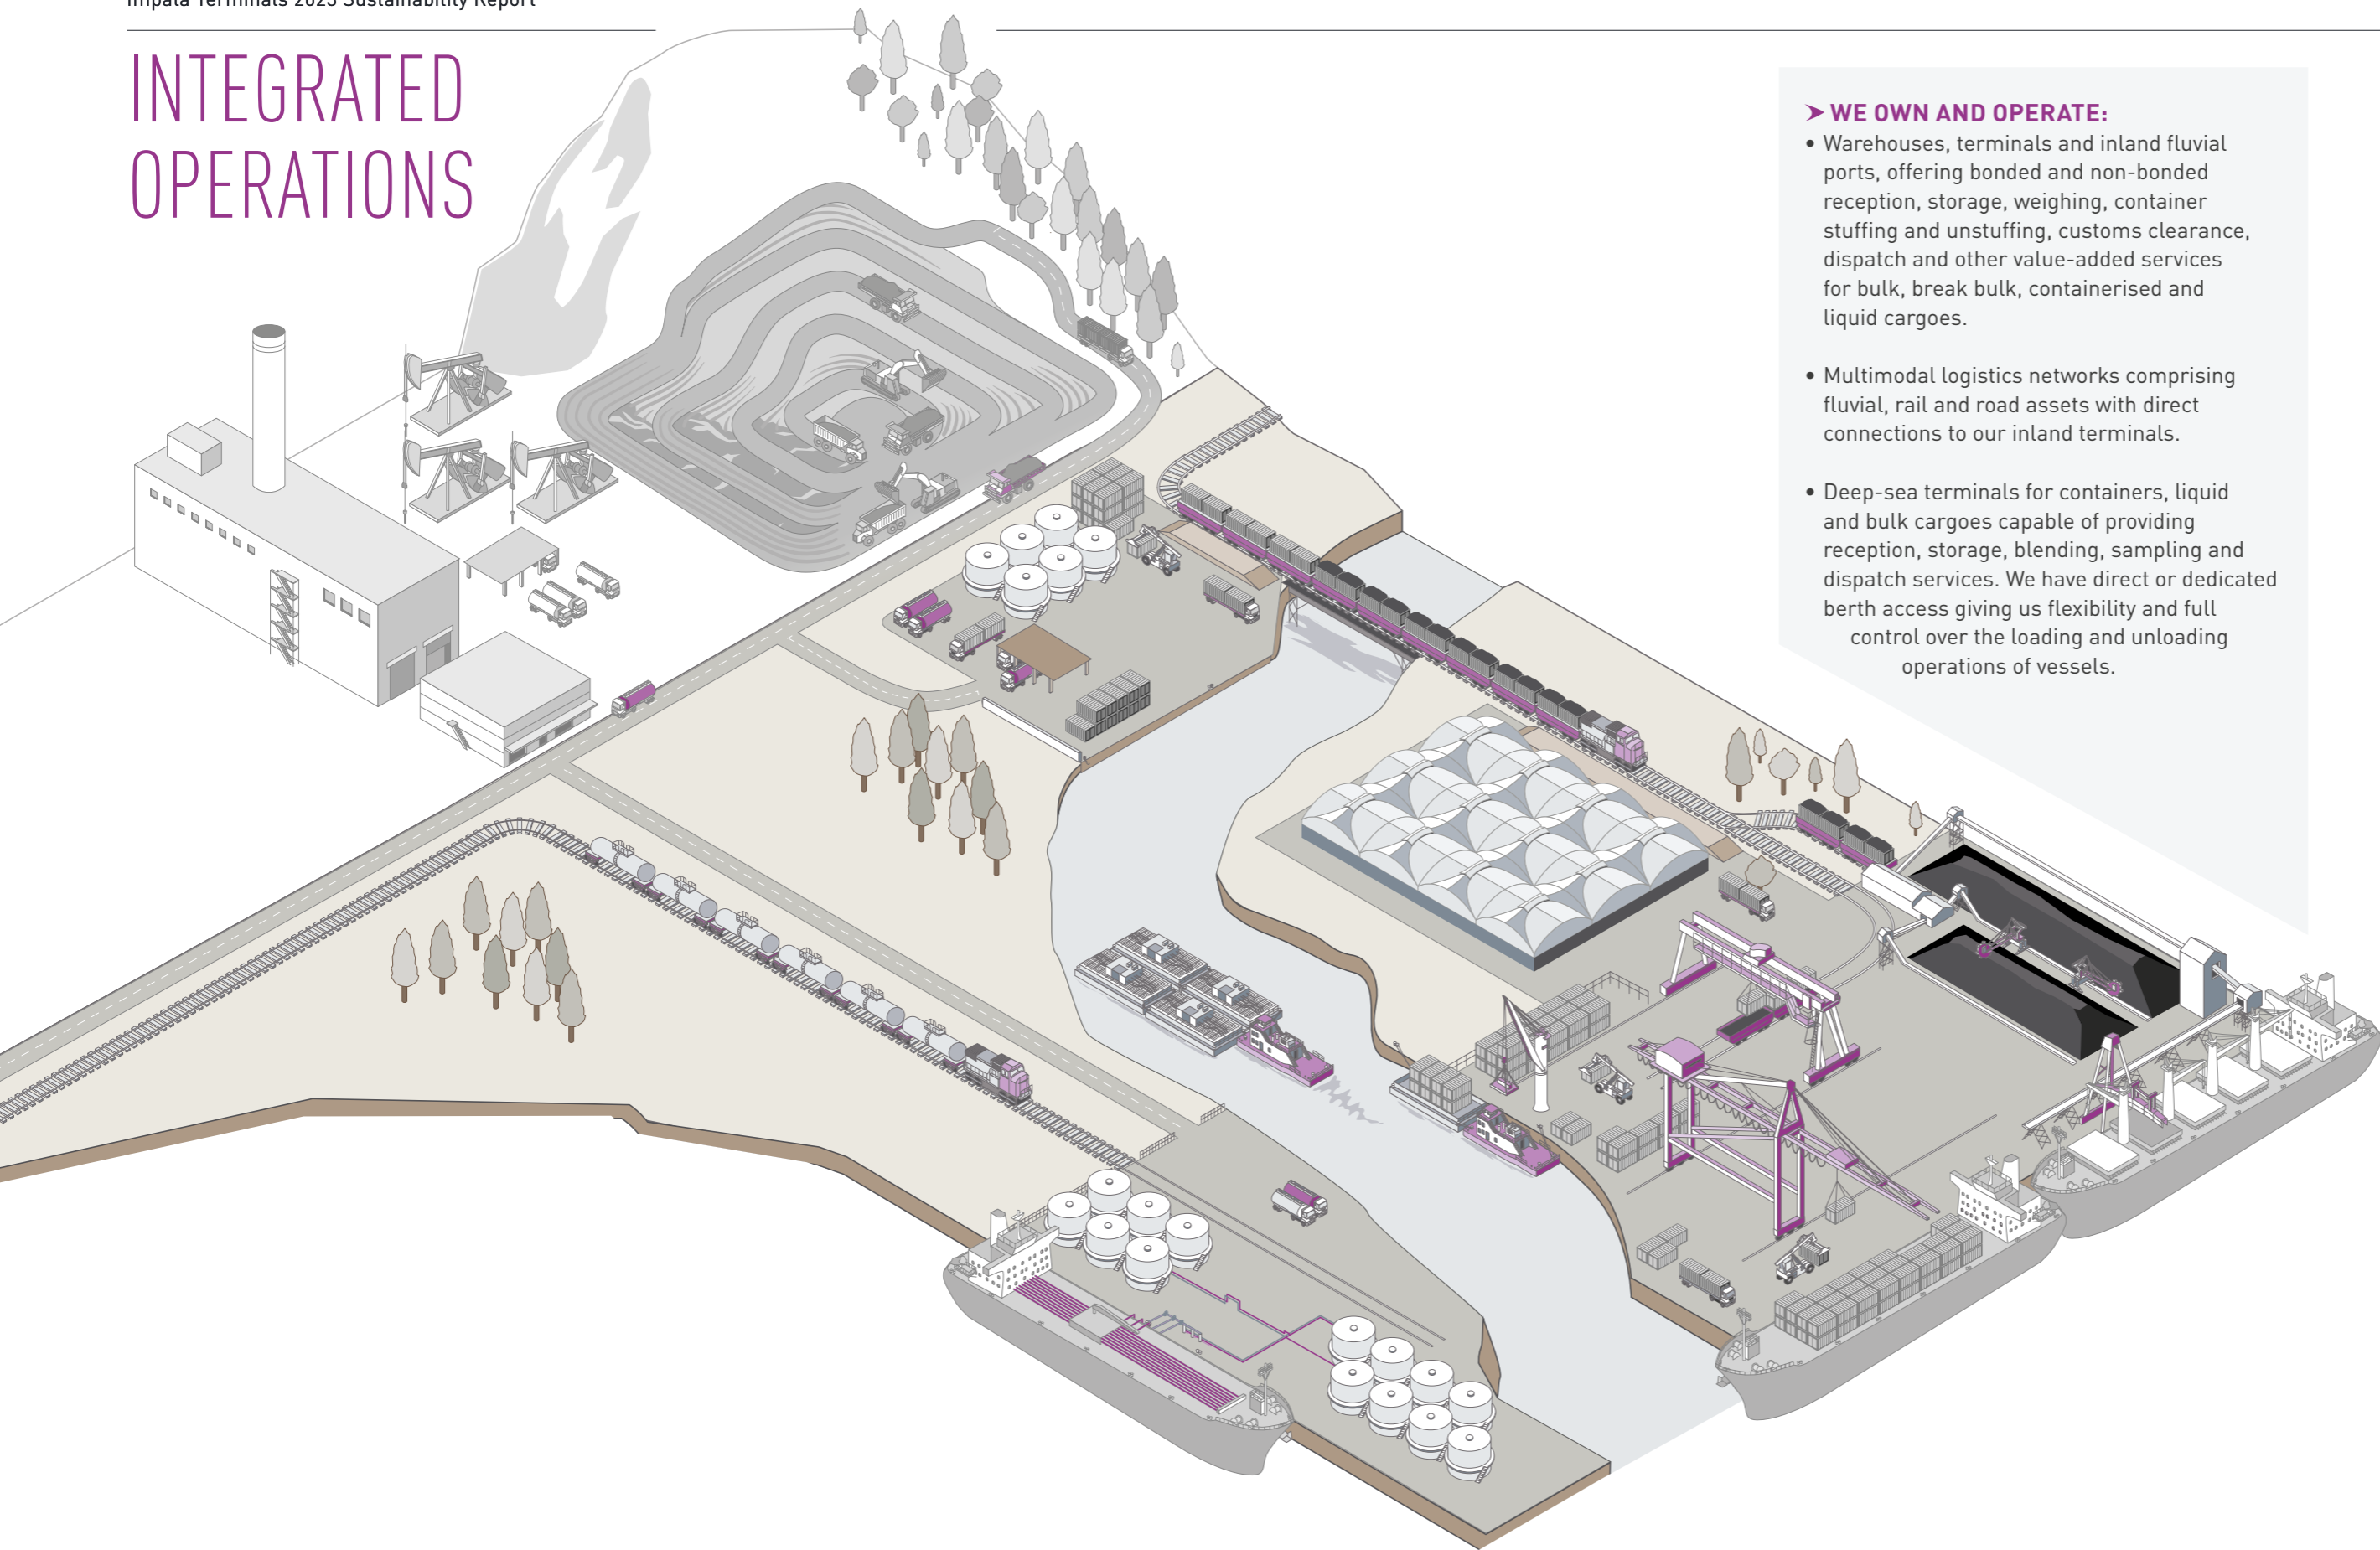 Impala Terminals 2023 Sustainability Report
INTEGRATED
OPERATIONS
➤ WE OWN AND OPERATE:
• Warehouses, terminals and inland fluvial
ports, offering bonded and non-bonded
reception, storage, weighing, container
stuffing and unstuffing, customs clearance,
dispatch and other value-added services
for bulk, break bulk, containerised and
liquid cargoes.
• Multimodal logistics networks comprising
fluvial, rail and road assets with direct
connections to our inland terminals.
• Deep-sea terminals for containers, liquid
and bulk cargoes capable of providing
reception, storage, blending, sampling and
dispatch services. We have direct or dedicated
berth access giving us flexibility and full
control over the loading and unloading
operations of vessels.